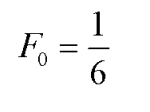 F₀ = 1/6